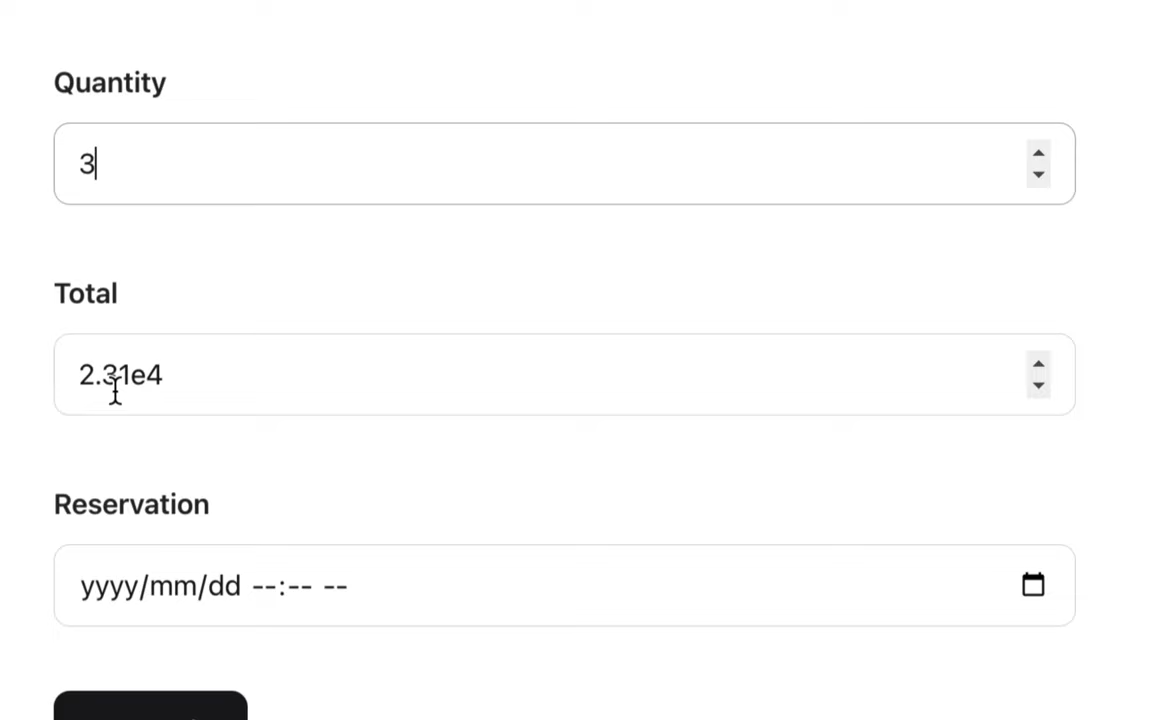 Quantity
3
Total
2.31e4
Reservation
yyyy/mm/dd --:-- --